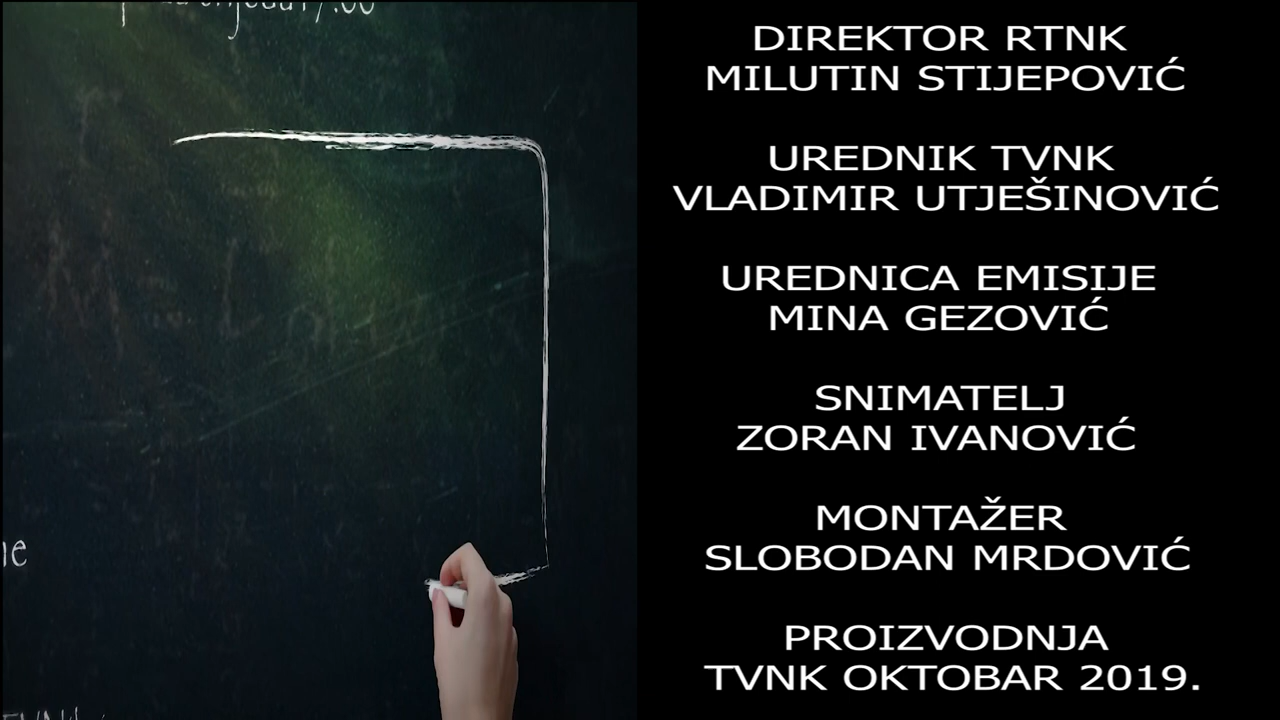 DIREKTOR RTNK
MILUTIN STIJEPOVIĆ
UREDNIK TVNK
VLADIMIR UTJEŠINOVIĆ
UREDNICA EMISIJE
MINA GEZOVIĆ
SNIMATELJ
ZORAN IVANOVIĆ
MONTAŽER
SLOBODAN MRDOVIĆ
PROIZVODNJA
TVNK OKTOBAR 2019.